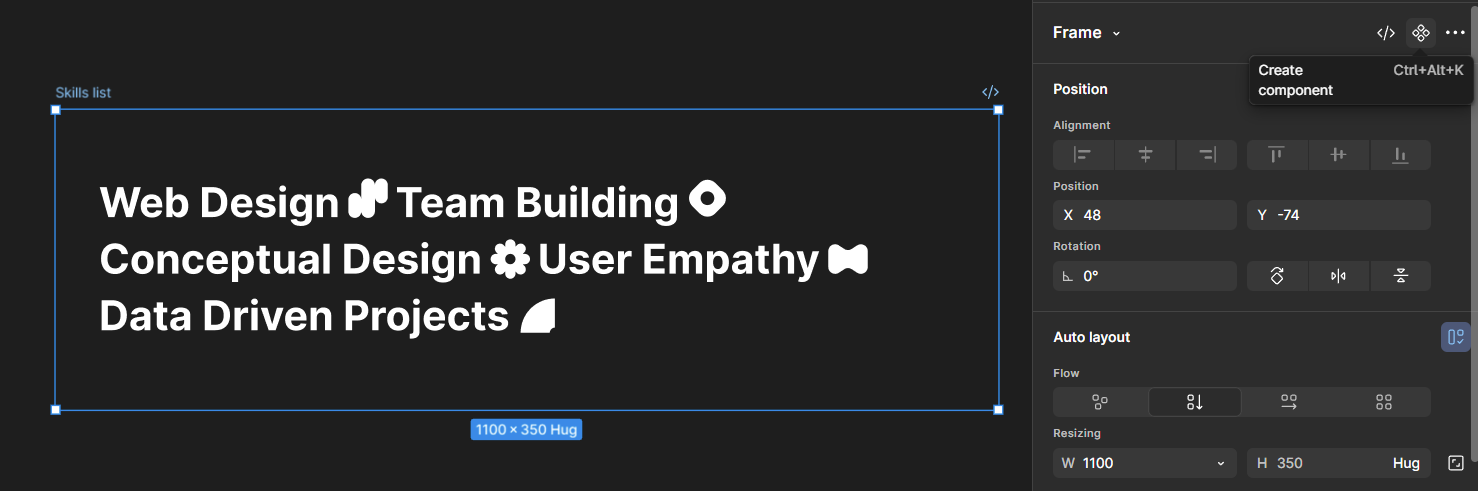 Skills list
</>
Web Design Team Building
Conceptual Design User Empathy
Data Driven Projects
1100 × 350 Hug
Frame
</>
Create component Ctrl+Alt+K
Position
Alignment
Position
X 48 Y -74
Rotation
0°
Auto layout
Flow
Resizing
W 1100 H 350 Hug